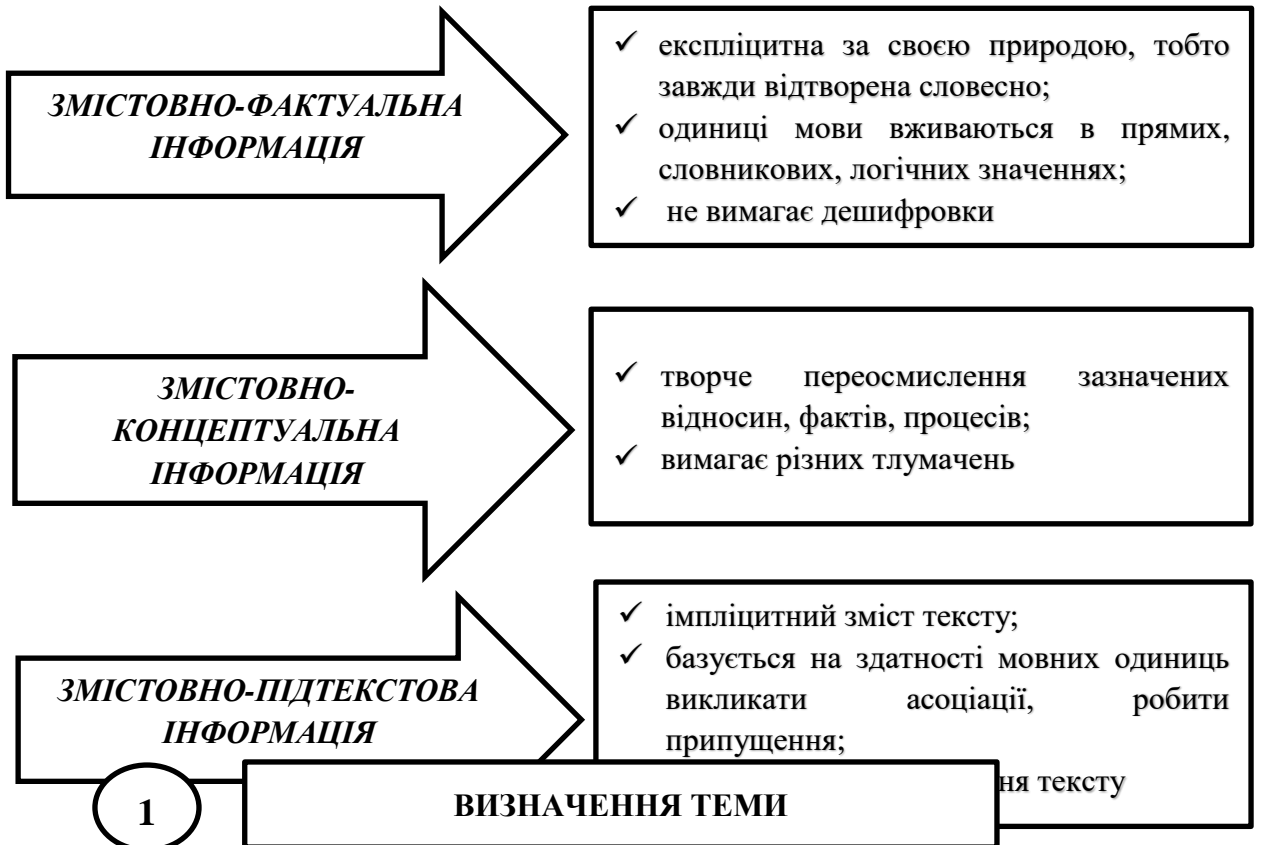 ЗМІСТОВНО-ФАКТУАЛЬНА
ІНФОРМАЦІЯ
✓ експліцитна за своєю природою, тобто
завжди відтворена словесно;
✓ одиниці мови вживаються в прямих,
словникових, логічних значеннях;
✓ не вимагає дешифровки
ЗМІСТОВНО-
КОНЦЕПТУАЛЬНА
ІНФОРМАЦІЯ
✓ творче переосмислення зазначених
відносин, фактів, процесів;
✓ вимагає різних тлумачень
ЗМІСТОВНО-ПІДТЕКСТОВА
ІНФОРМАЦІЯ
✓ імпліцитний зміст тексту;
✓ базується на здатності мовних одиниць
викликати асоціації, робити
припущення;
тексту
1
ВИЗНАЧЕННЯ ТЕМИ